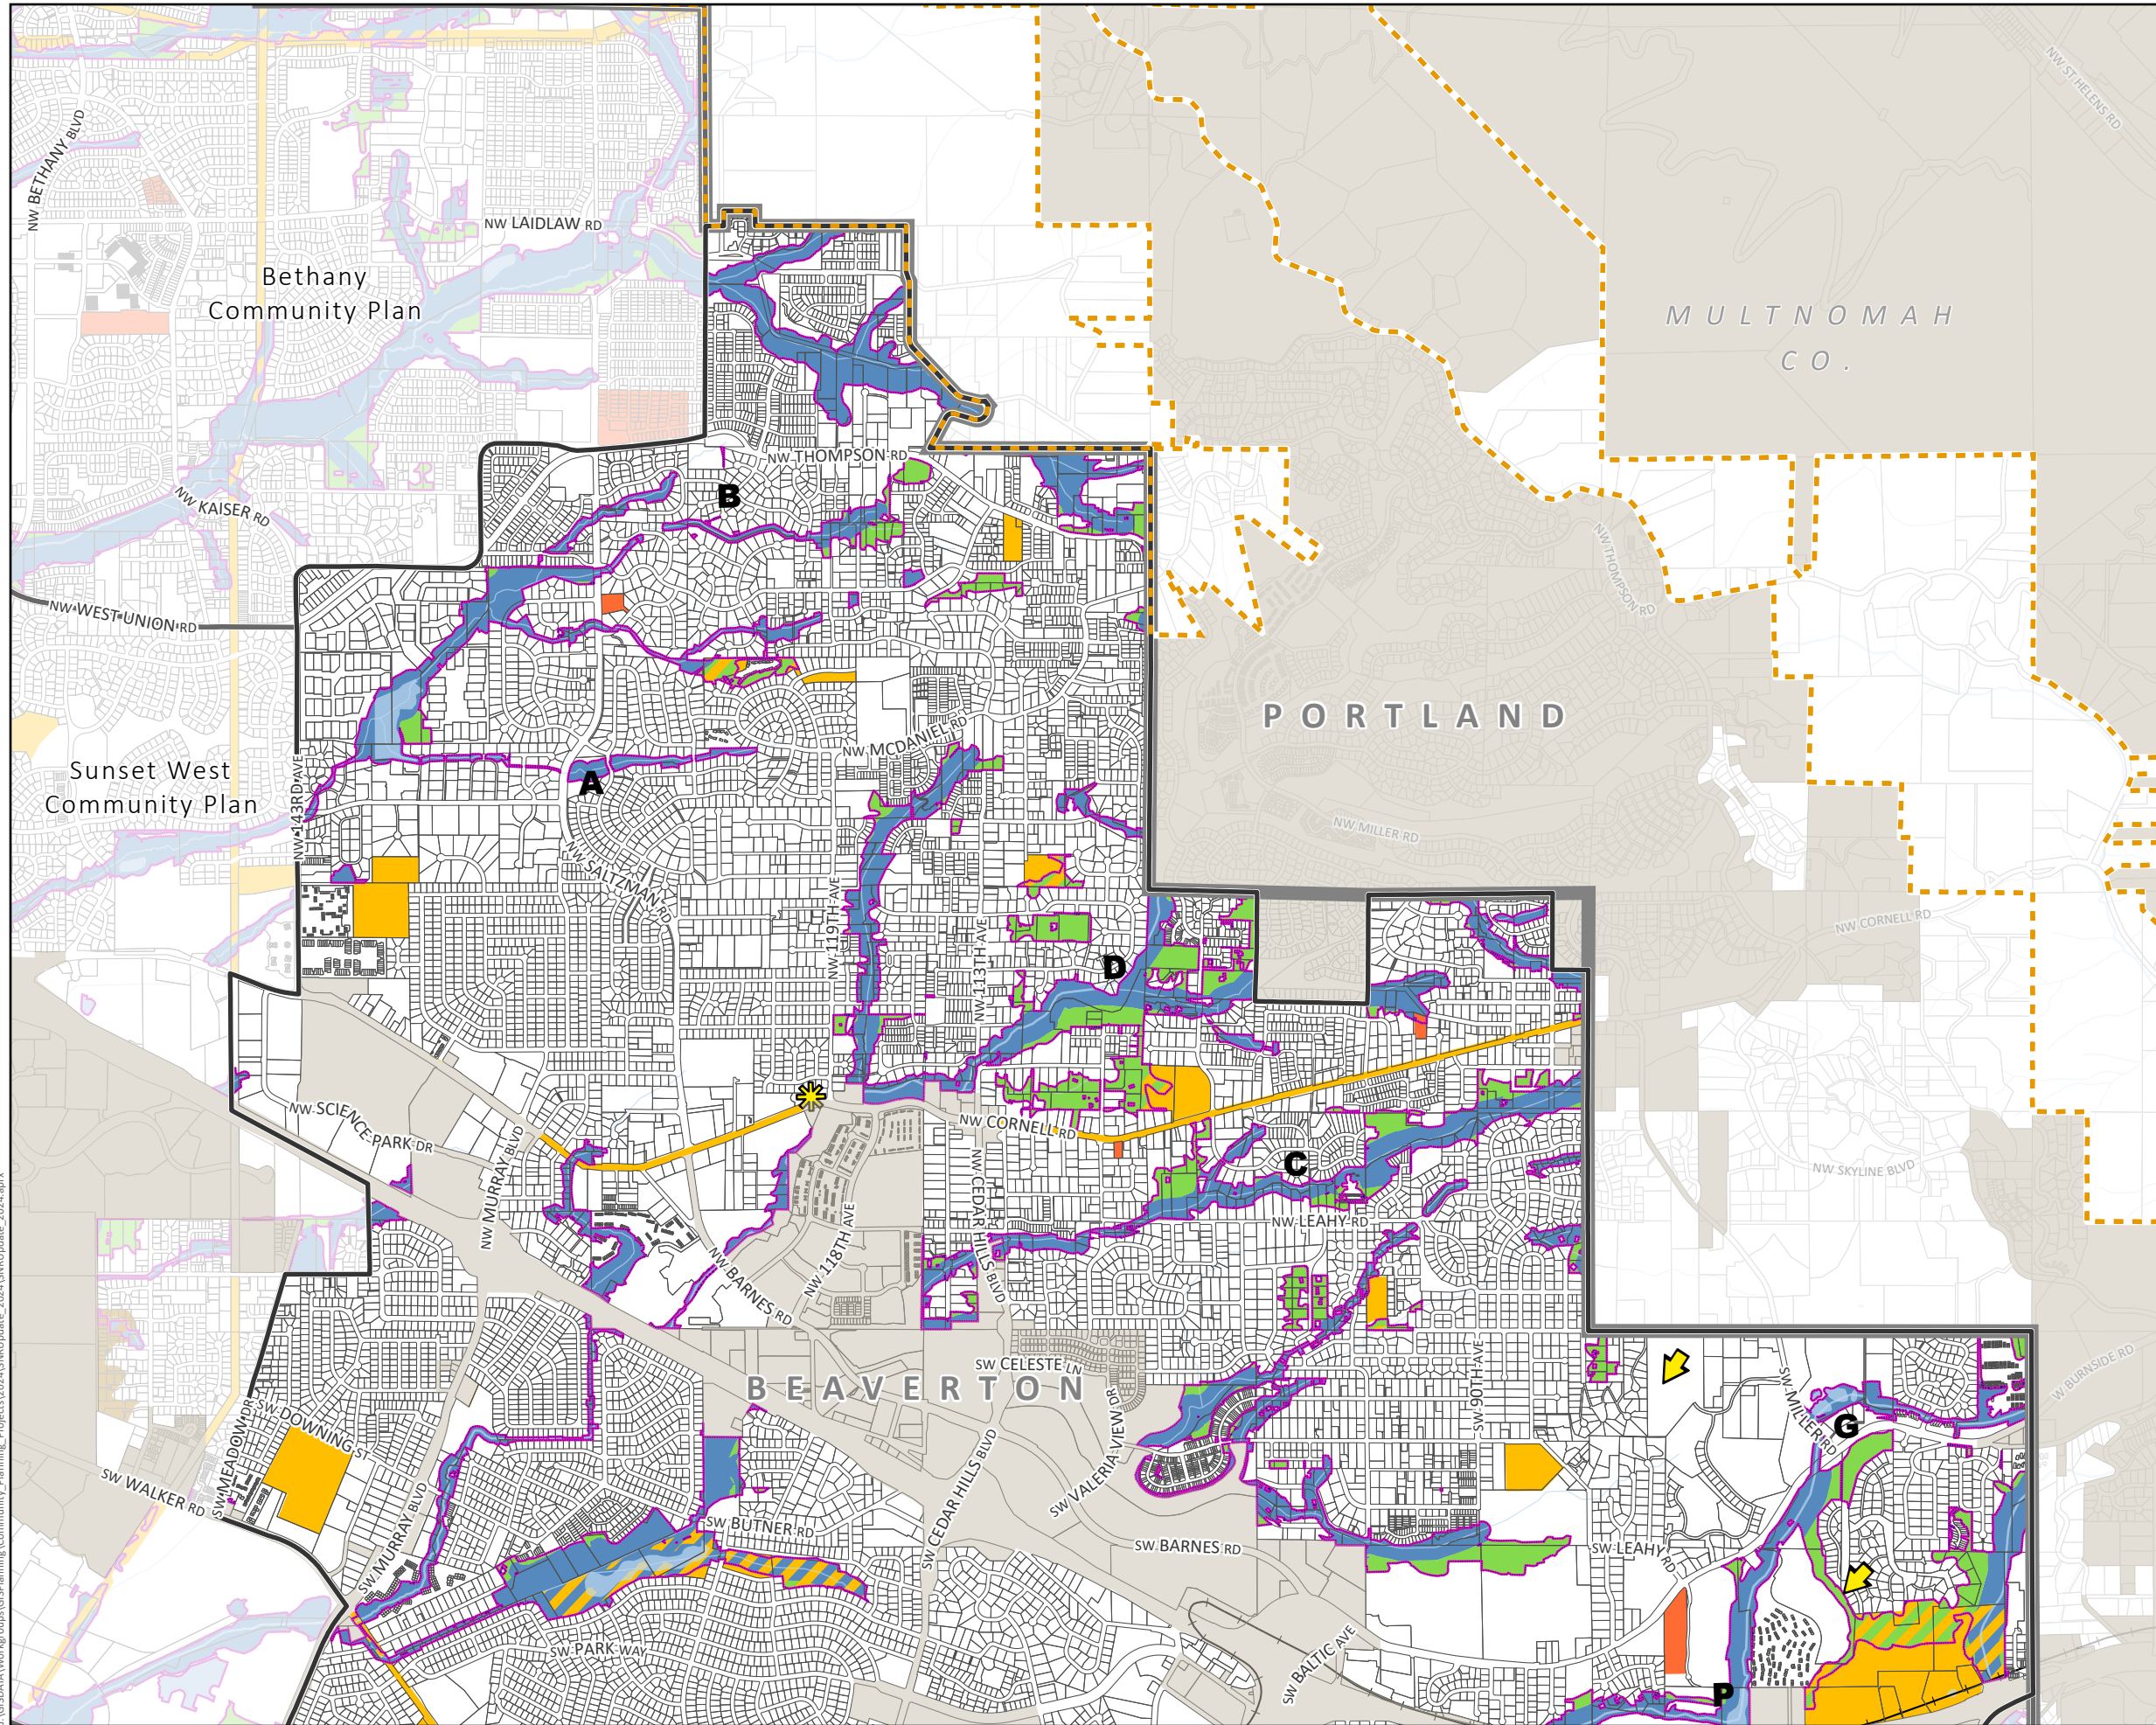 NW ST HELENS RD
NW BETHANY BLVD
NW LAIDLAW RD
Bethany
Community Plan
MULTNOMAH
CO.
NW THOMPSON RD
B
NW KAISER RD
NW THOMPSON RD
NW WEST UNION RD
PORTLAND
NW MCDANIEL RD
Sunset West
Community Plan
A
NW 143RD AVE
NW MILLER RD
NW SALTZMAN RD
NW 119TH AVE
NW 113TH AVE
NW CORNELL RD
D
NW SCIENCE PARK DR
NW CORNELL RD
NW MURRAY BLVD
C
NW SKYLINE BLVD
NW CEDAR HILLS BLVD
NW LEAHY RD
NW 118TH AVE
NW BARNES RD
SW CELESTE LN
BEAVERTON
W BURNSIDE RD
SW 90TH AVE
SW MILLER RD
G
SW MEADOW DR
SW DOWNING ST
SW VALERIA VIEW DR
SW WALKER RD
SW MURRAY BLVD
SW BUTNER RD
SW CEDAR HILLS BLVD
SW BARNES RD
SW LEAHY RD
SW PARK WAY
SW BALTIC AVE
P